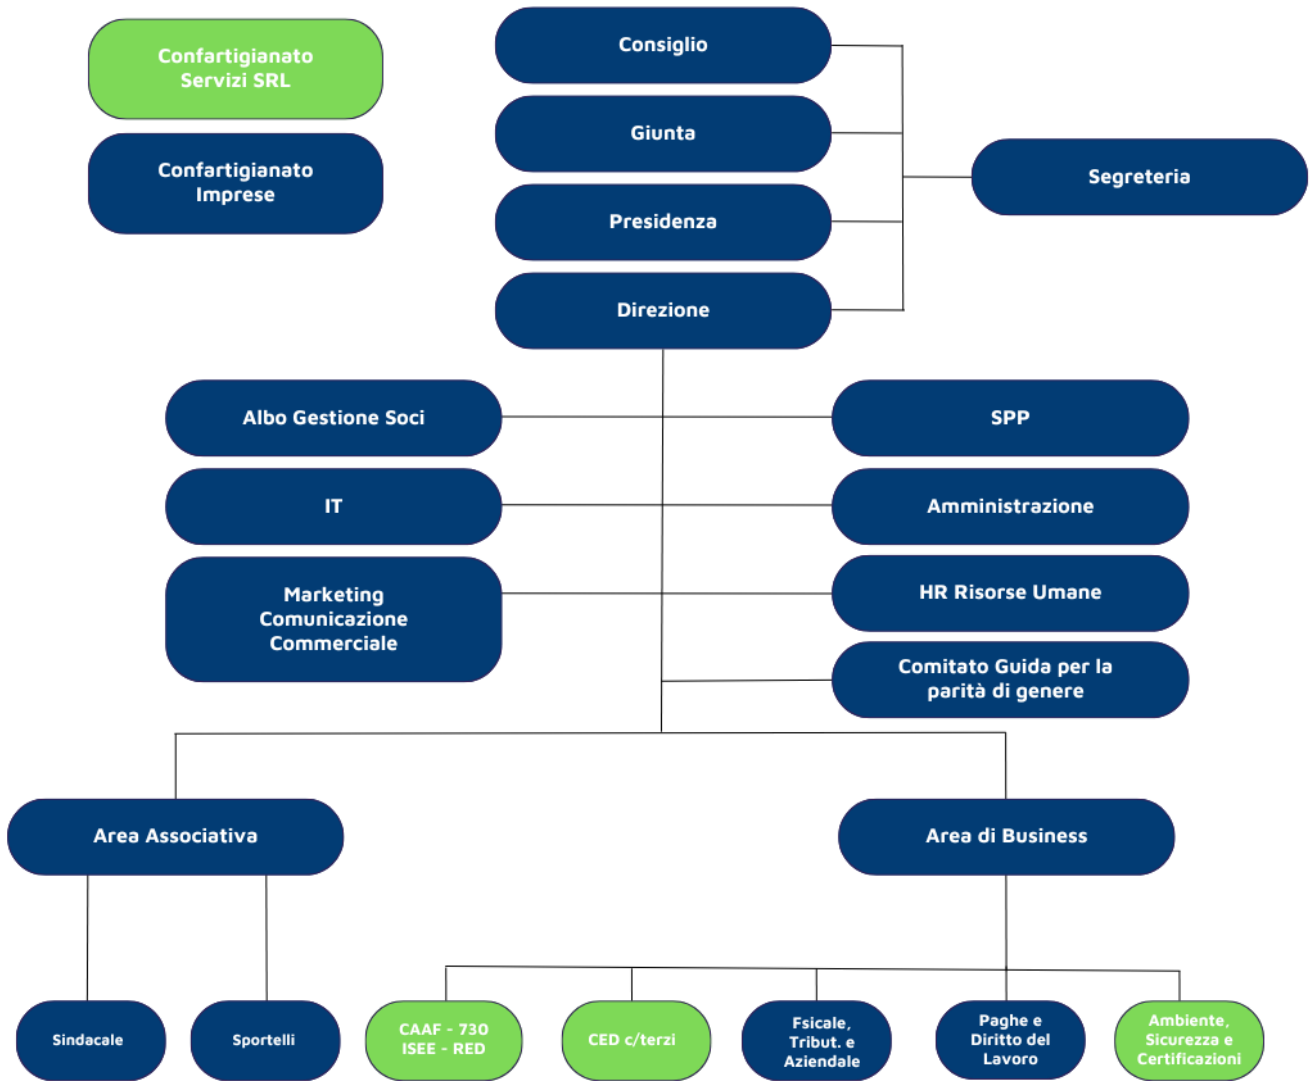 Confartigianato
Servizi SRL
Confartigianato
Imprese
Consiglio
Giunta
Presidenza
Direzione
Segreteria
Albo Gestione Soci
SPP
IT
Amministrazione
Marketing
Comunicazione
Commerciale
HR Risorse Umane
Comitato Guida per la
parità di genere
Area Associativa
Area di Business
Sindacale
Sportelli
CAAF - 730
ISEE - RED
CED c/terzi
Fsicale,
Tribut. e
Aziendale
Paghe e
Diritto del
Lavoro
Ambiente,
Sicurezza e
Certificazioni